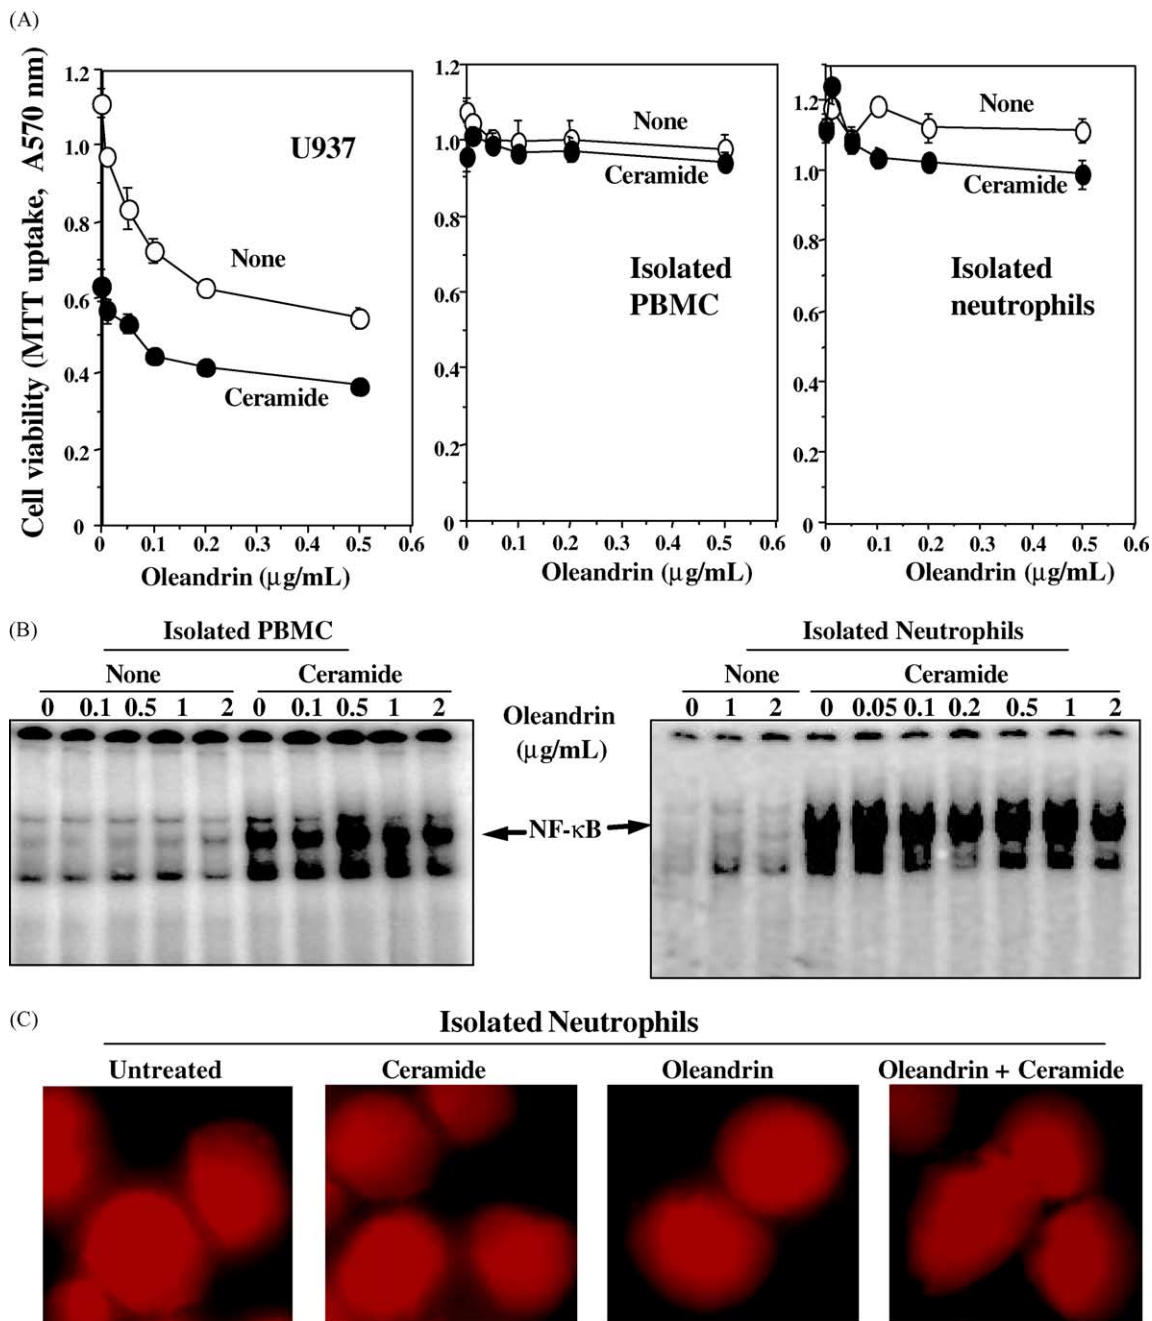 (A)
Cell viability (MTT uptake, A570 nm)
1.2
1.0
0.8
0.6
0.4
0.2
0
U937
None
Ceramide
0 0.1 0.2 0.3 0.4 0.5 0.6
Oleandrin (μg/mL)
1.2
1.0
0.8
0.6
0.4
0.2
0
None
Ceramide
Isolated
PBMC
0 0.1 0.2 0.3 0.4 0.5 0.6
Oleandrin (μg/mL)
1.2
1.0
0.8
0.6
0.4
0.2
0
None
Ceramide
Isolated
neutrophils
0 0.1 0.2 0.3 0.4 0.5 0.6
Oleandrin (μg/mL)
(B)
Isolated PBMC
None Ceramide
0 0.1 0.5 1 2 0 0.1 0.5 1 2
Oleandrin
(μg/mL)
NF-κB
Isolated Neutrophils
None Ceramide
0 1 2 0 0.05 0.1 0.2 0.5 1 2
(C)
Isolated Neutrophils
Untreated Ceramide Oleandrin Oleandrin + Ceramide